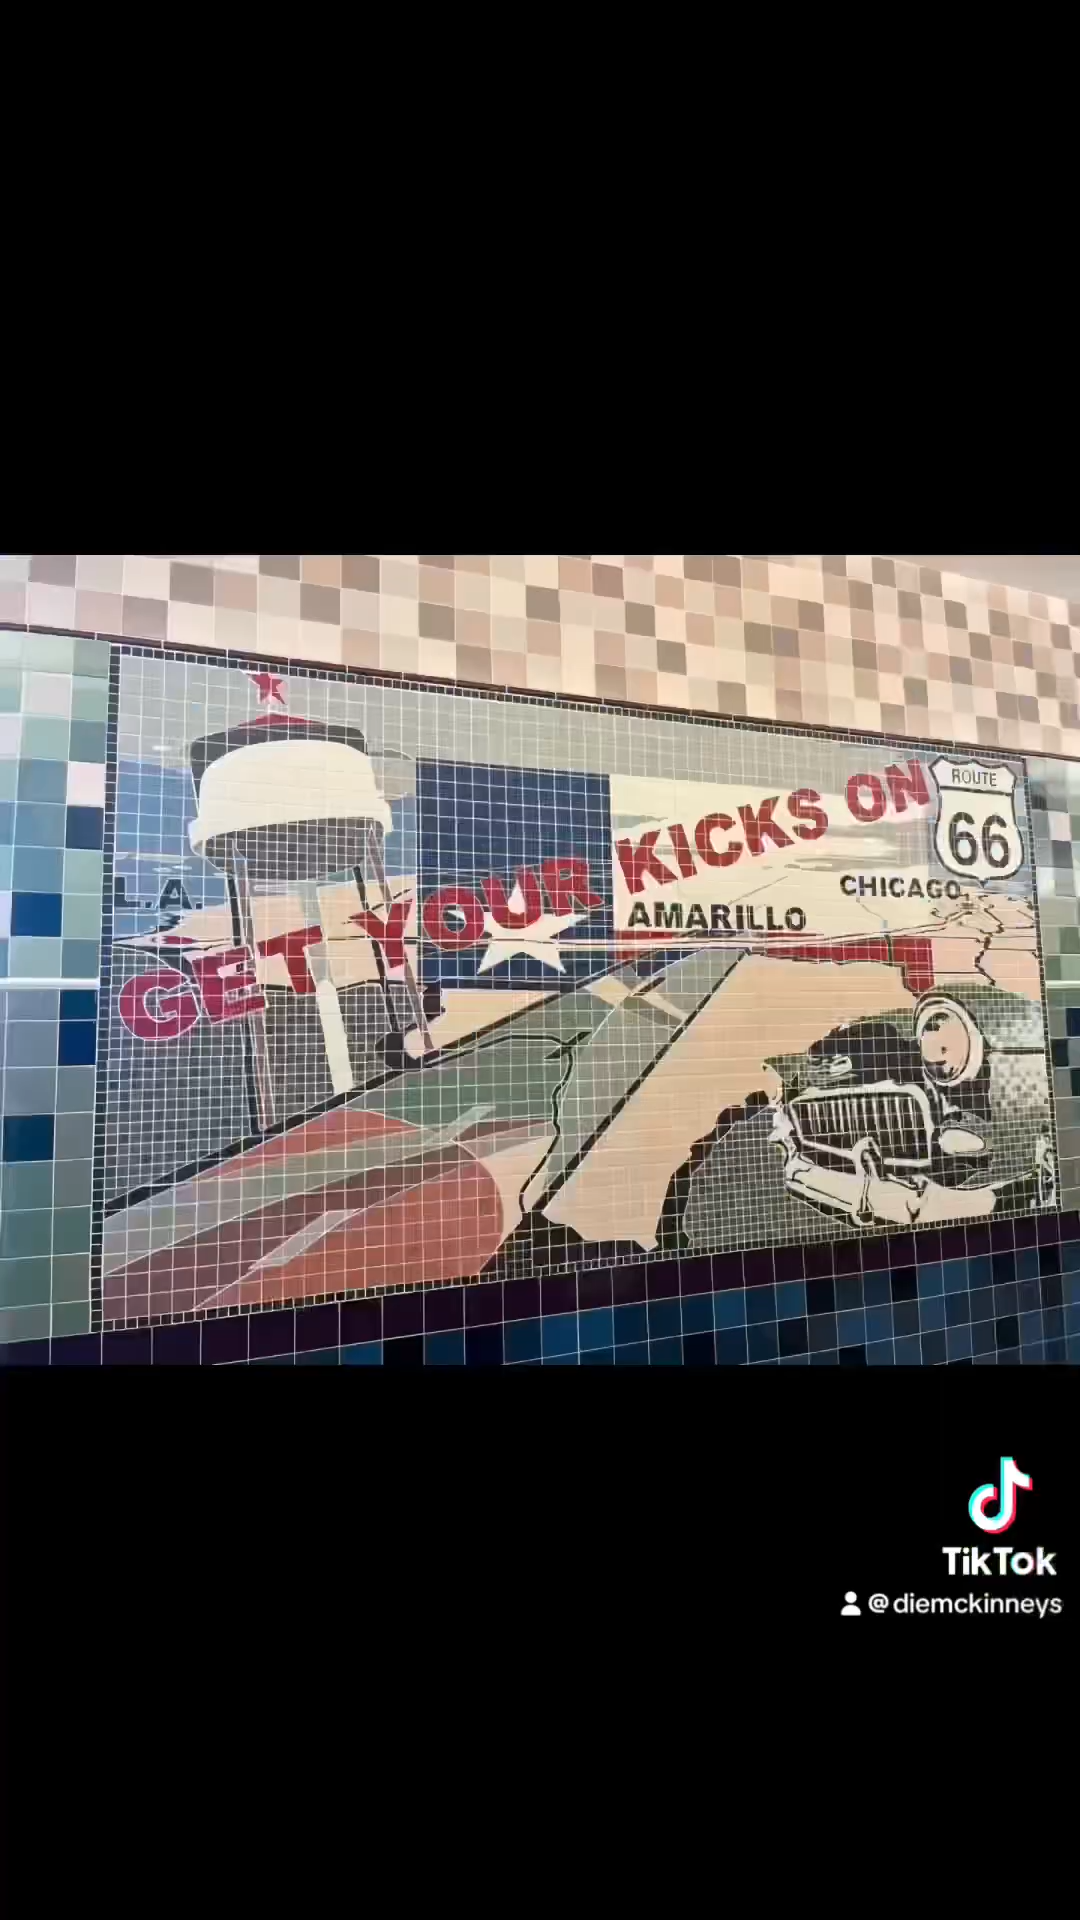 GET YOUR KICKS ON
ROUTE
66
L.A.
AMARILLO
CHICAGO
TikTok
@diemckinneys